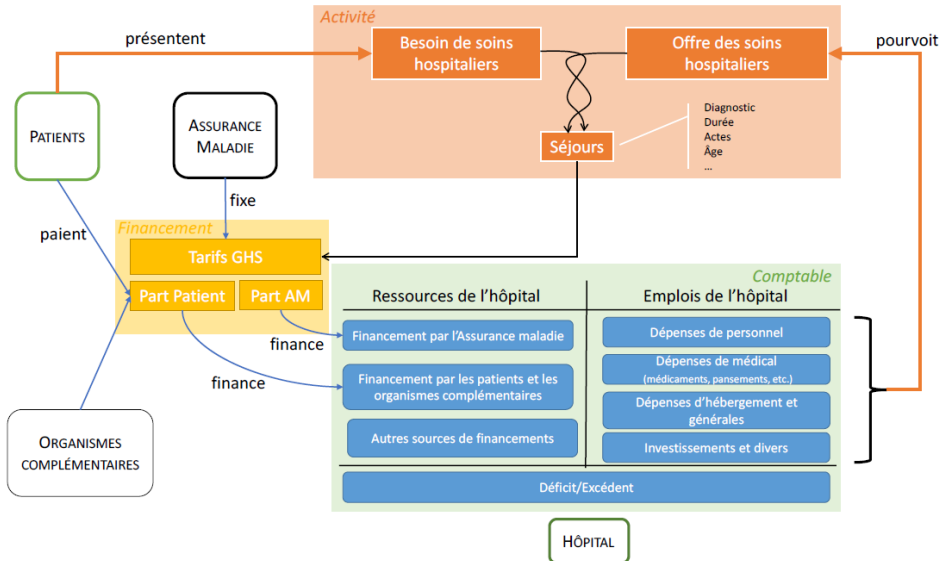 Activité
présentent
Besoin de soins
hospitaliers
Offre des soins
hospitaliers
pourvoit
Diagnostic
Durée
Actes
Âge
...
Séjours
PATIENTS
ASSURANCE
MALADIE
fixe
paient
Financement
Tarifs GHS
Part Patient
Part AM
finance
finance
Comptable
Ressources de l'hôpital
Emplois de l'hôpital
Financement par l'Assurance maladie
Dépenses de personnel
Financement par les patients et les
organismes complémentaires
Dépenses de médical
(médicaments, pansements, etc.)
Dépenses d'hébergement et
générales
Autres sources de financements
Investissements et divers
Déficit/Excédent
ORGANISMES
COMPLÉMENTAIRES
HÔPITAL